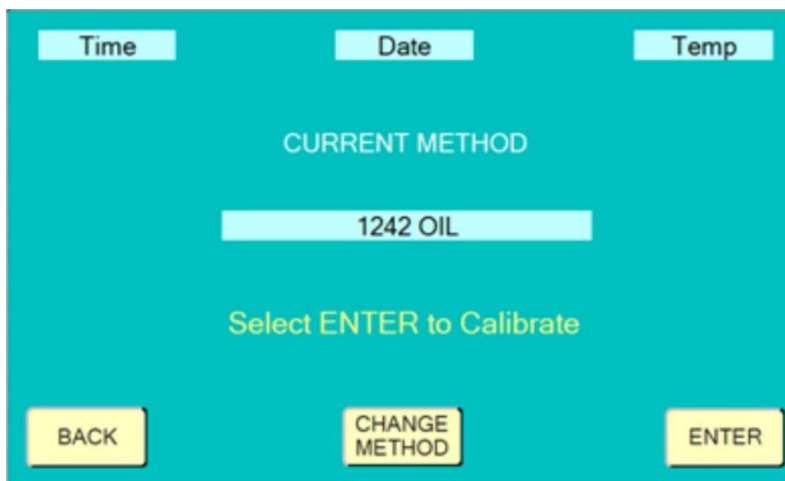 Time Date Temp
CURRENT METHOD
1242 OIL
Select ENTER to Calibrate
BACK CHANGE METHOD ENTER